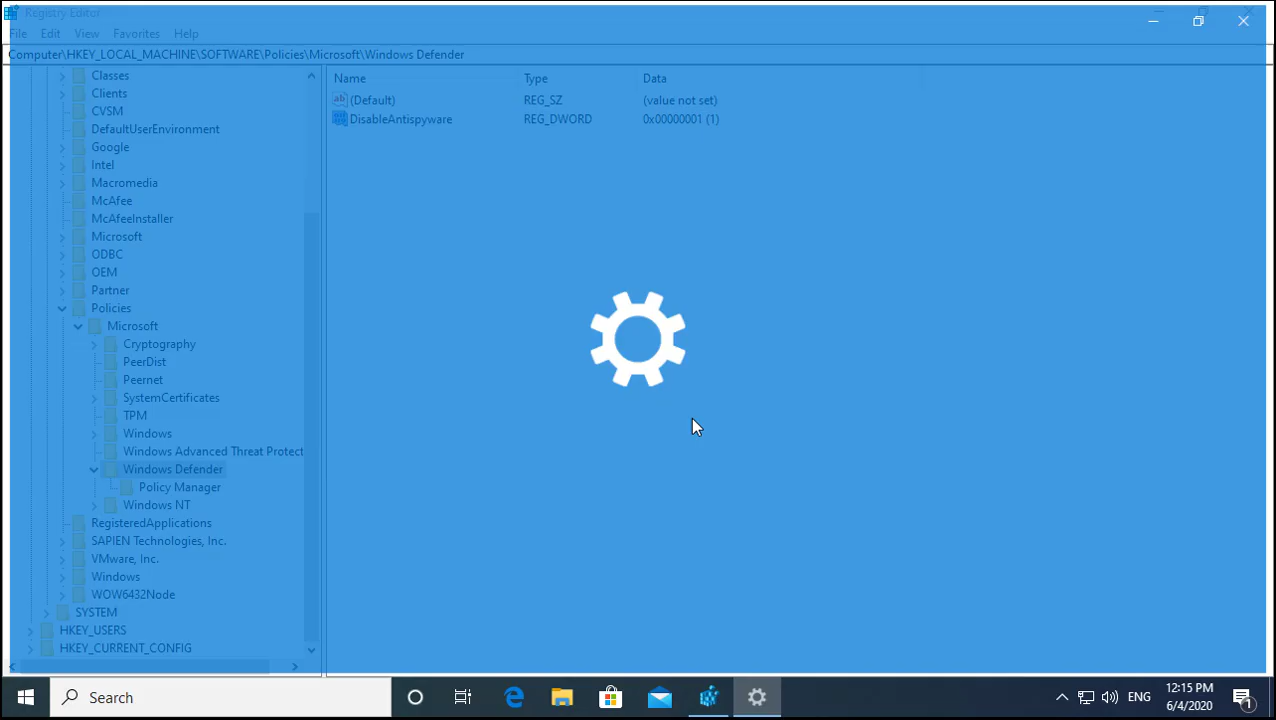 Registry Editor
File Edit View Favorites Help
Computer\HKEY_LOCAL_MACHINE\SOFTWARE\Policies\Microsoft\Windows Defender
Name Type Data
(Default) REG_SZ (value not set)
DisableAntispyware REG_DWORD 0x00000001 (1)
Classes
Clients
CVSM
DefaultUserEnvironment
Google
Intel
Macromedia
McAfee
McAfeeInstaller
Microsoft
ODBC
OEM
Partner
Policies
Microsoft
Cryptography
PeerDist
Peernet
SystemCertificates
TPM
Windows
Windows Advanced Threat Protect
Windows Defender
Policy Manager
Windows NT
RegisteredApplications
SAPIEN Technologies, Inc.
VMware, Inc.
Windows
WOW6432Node
SYSTEM
HKEY_USERS
HKEY_CURRENT_CONFIG
Search
ENG
12:15 PM
6/4/2020
1